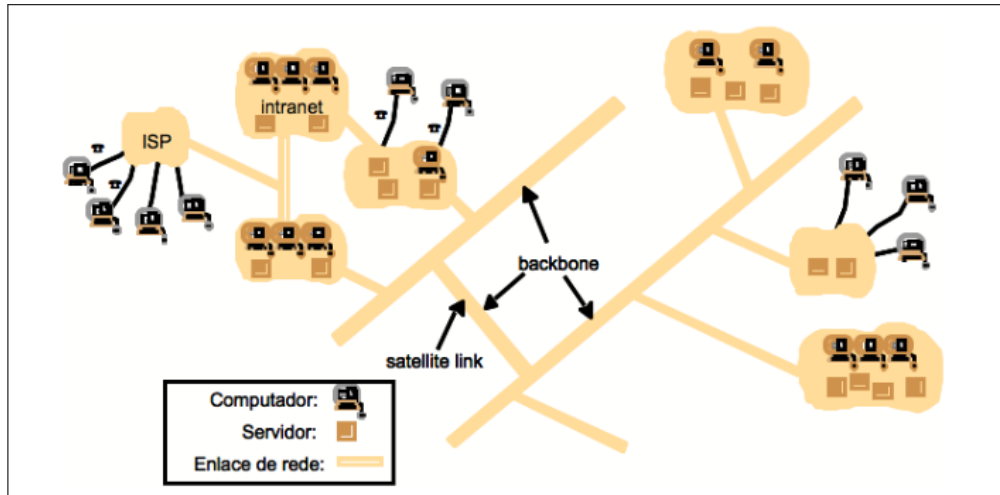 intranet
ISP
backbone
satellite link
Computador:
Servidor:
Enlace de rede: